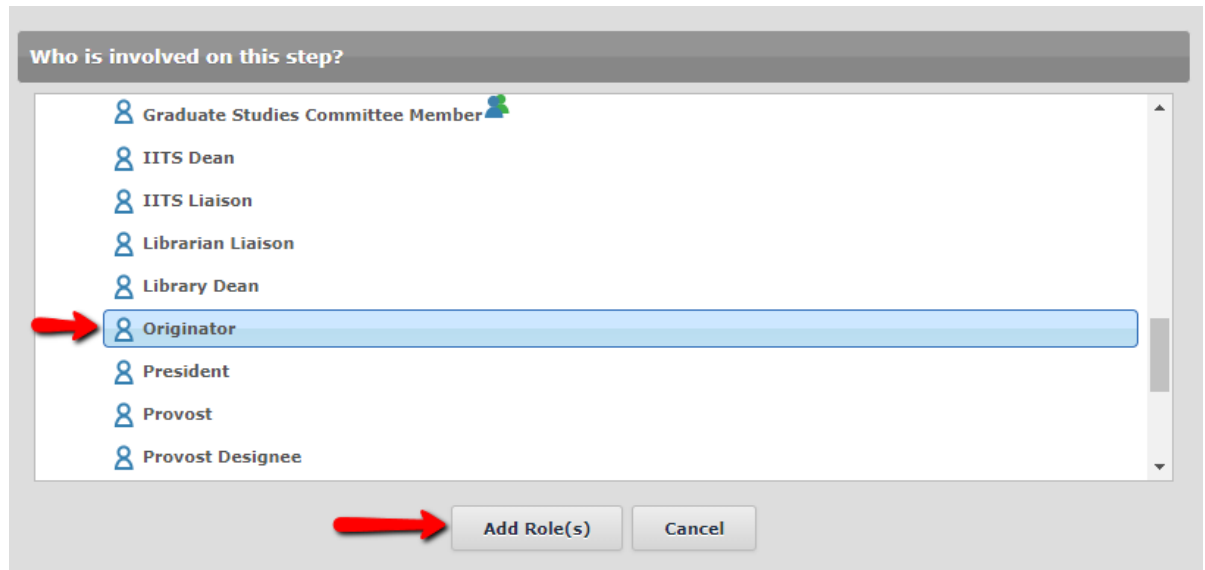 Who is involved on this step?
Graduate Studies Committee Member
IITS Dean
IITS Liaison
Librarian Liaison
Library Dean
Originator
President
Provost
Provost Designee
Add Role(s) Cancel